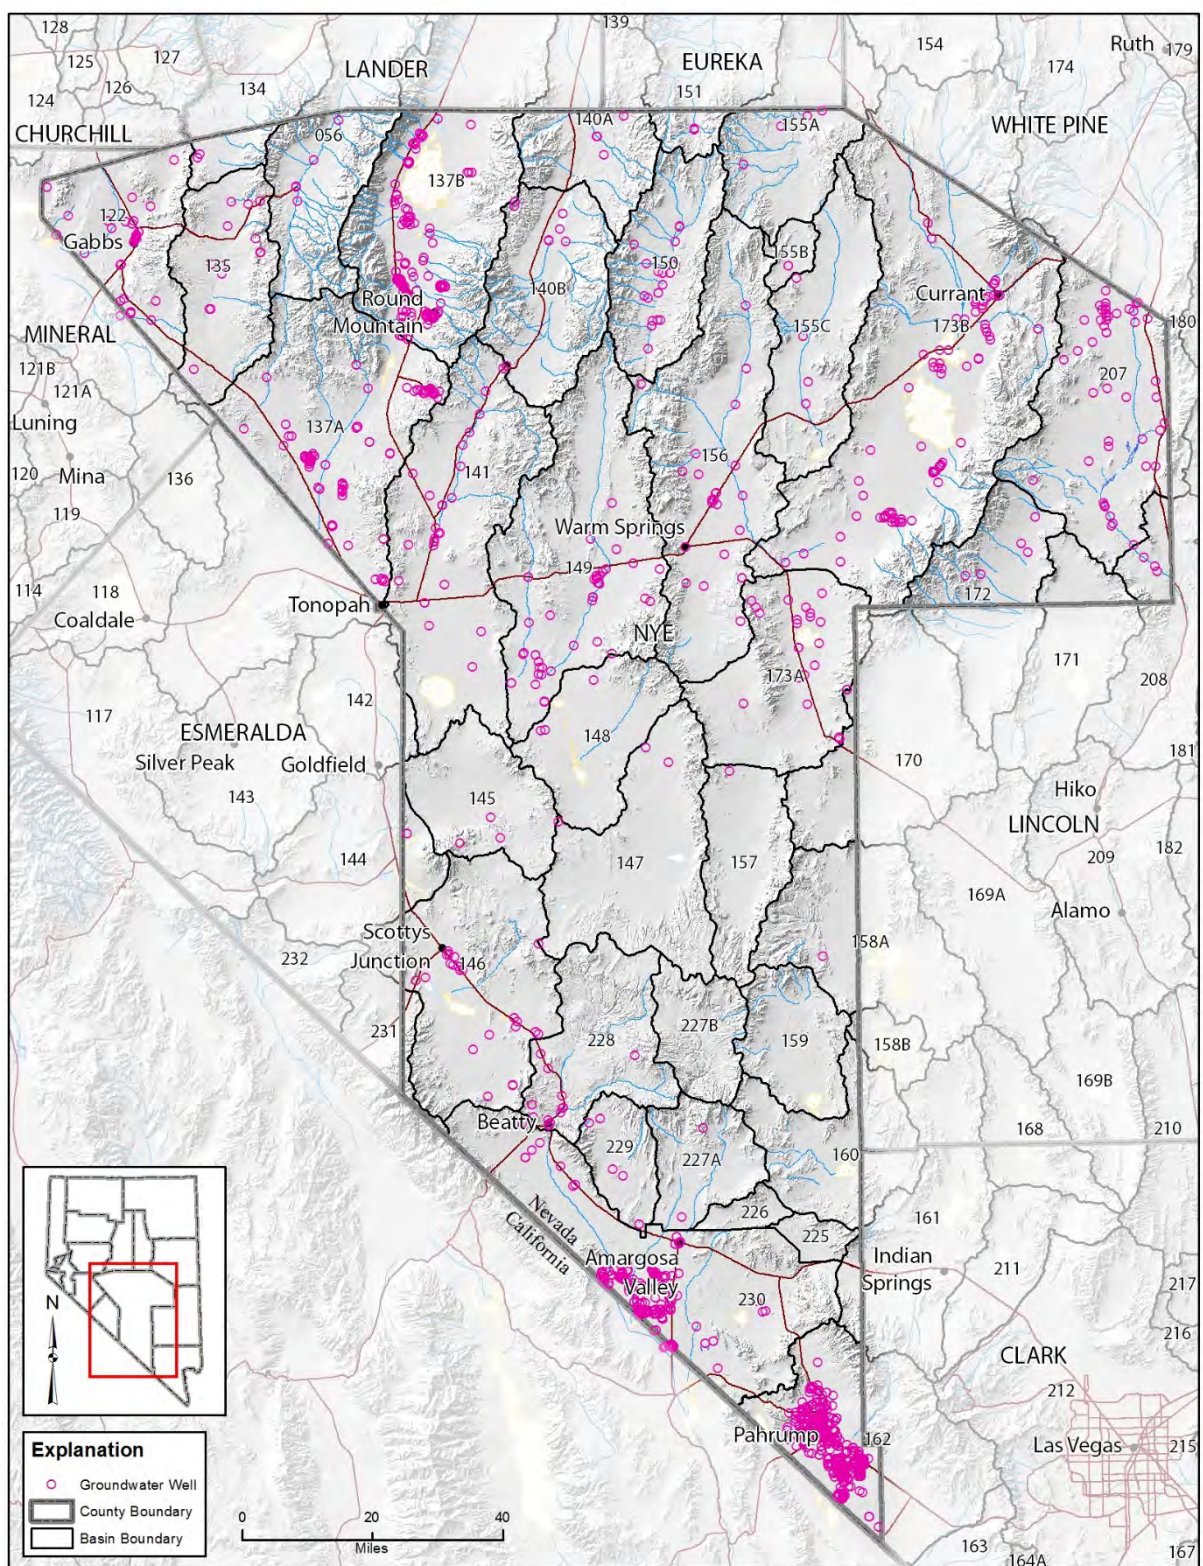 139
128
127
154
Ruth
179
125
LANDER
EUREKA
126
134
151
174
124
CHURCHILL
056
140A
155A
WHITE PINE
137B
122
Gabbs
135
150
155B
Round
Mountain
140B
Currant
173B
180
MINERAL
155C
121B
121A
207
Luning
137A
156
120
Mina
136
141
119
Warm Springs
114
118
149
172
Tonopah
Coaldale
NYE
171
173A
208
142
117
ESMERALDA
148
181
Silver Peak
Goldfield
170
143
145
Hiko
LINCOLN
144
147
157
209
182
169A
Alamo
Scottys
Junction
146
158A
232
231
228
227B
159
158B
169B
Beatty
168
210
229
227A
160
Nevada
California
226
161
225
Amargosa
Valley
Indian
Springs
211
217
230
216
CLARK
212
Pahrump
162
Las Vegas
215
163
164A
167
N
Explanation
Groundwater Well
County Boundary
Basin Boundary
0 20 40
Miles